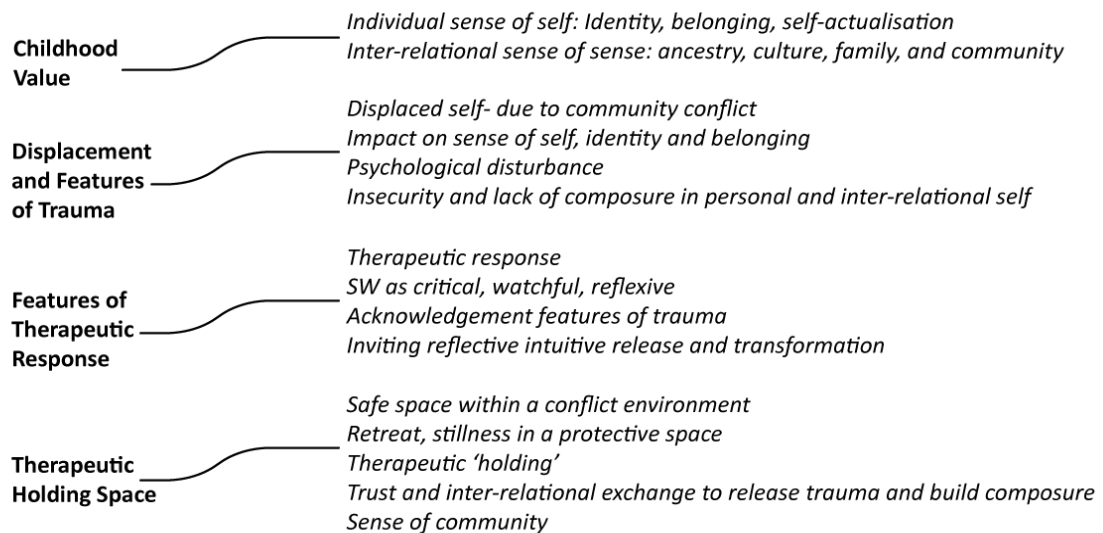 Childhood
Value
Individual sense of self: Identity, belonging, self-actualisation
Inter-relational sense of sense: ancestry, culture, family, and community
Displacement
and Features
of Trauma
Displaced self- due to community conflict
Impact on sense of self, identity and belonging
Psychological disturbance
Insecurity and lack of composure in personal and inter-relational self
Features of
Therapeutic
Response
Therapeutic response
SW as critical, watchful, reflexive
Acknowledgement features of trauma
Inviting reflective intuitive release and transformation
Therapeutic
Holding Space
Safe space within a conflict environment
Retreat, stillness in a protective space
Therapeutic ‘holding’
Trust and inter-relational exchange to release trauma and build composure
Sense of community